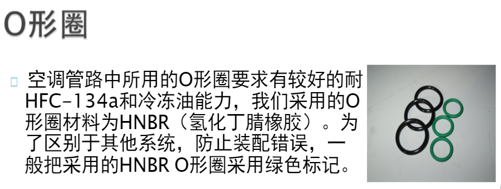 O形圈
空调管路中所用的O形圈要求有较好的耐
HFC-134a和冷冻油能力，我们采用的O
形圈材料为HNBR（氢化丁腈橡胶）。为
了区别于其他系统，防止装配错误，一
般把采用的HNBR O形圈采用绿色标记。